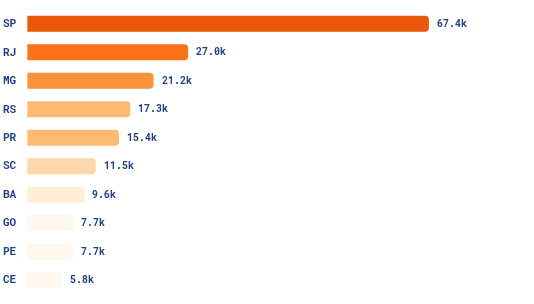 SP 67.4k
RJ 27.0k
MG 21.2k
RS 17.3k
PR 15.4k
SC 11.5k
BA 9.6k
GO 7.7k
PE 7.7k
CE 5.8k